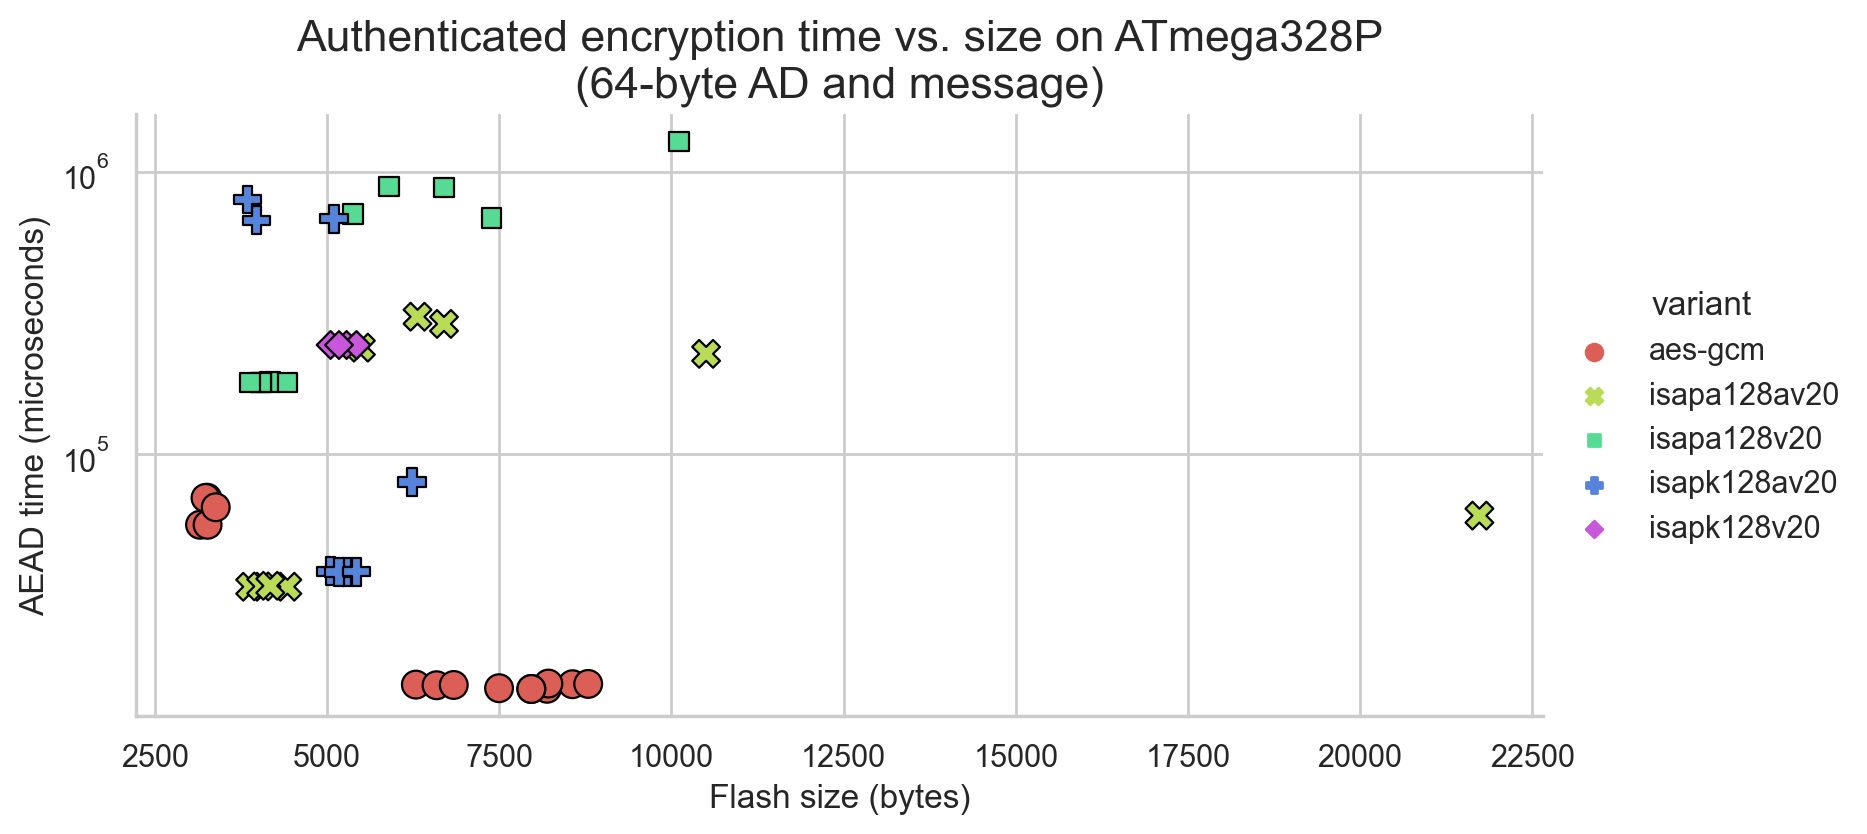 Authenticated encryption time vs. size on ATmega328P
(64-byte AD and message)
AEAD time (microseconds)
10^6
10^5
2500 5000 7500 10000 12500 15000 17500 20000 22500
Flash size (bytes)
variant
aes-gcm
isapa128av20
isapa128v20
isapk128av20
isapk128v20